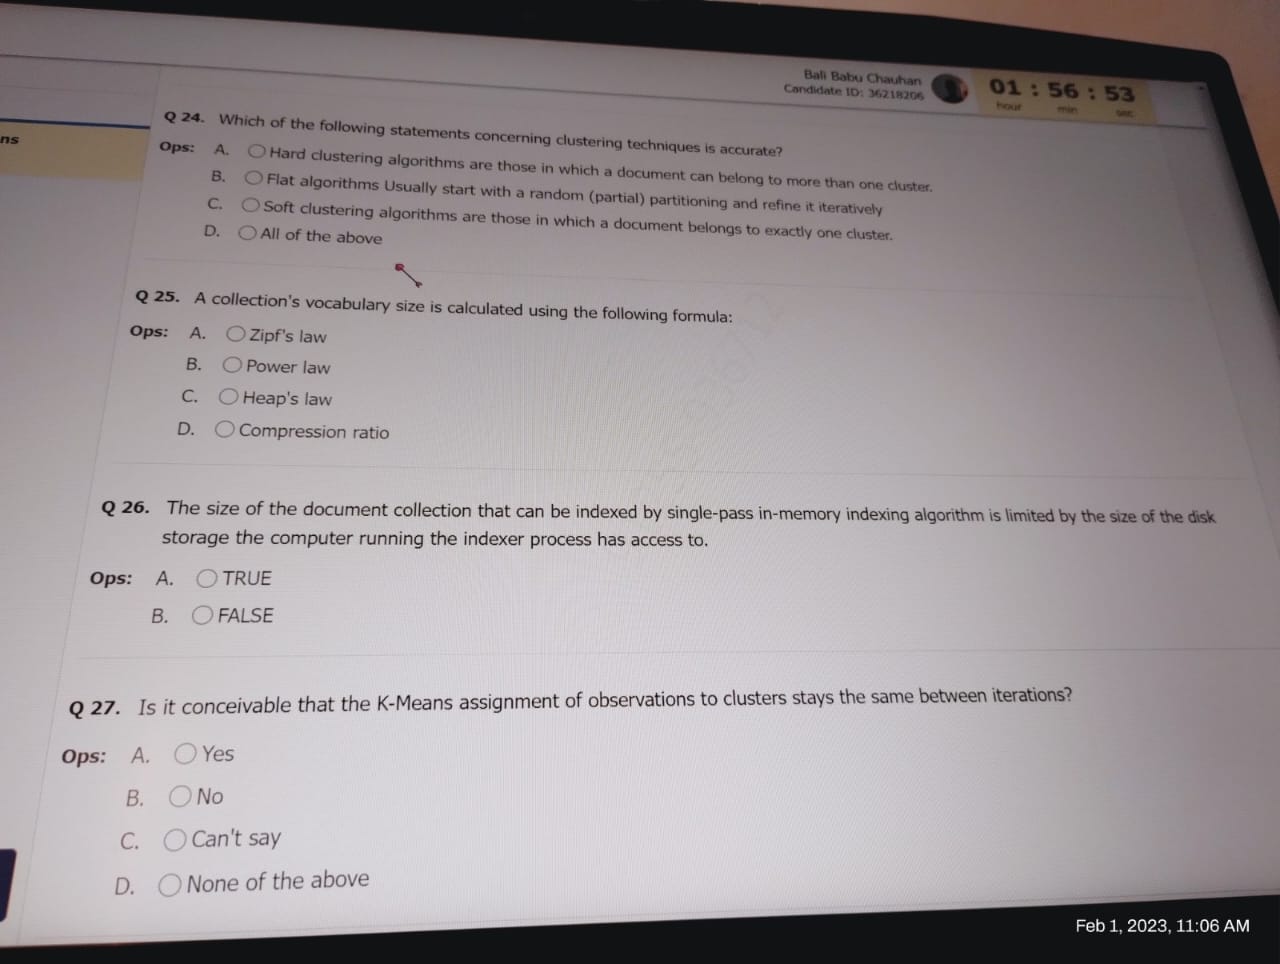 Bali Babu Chauhan
Candidate ID: 36218206
01 : 56 : 53
hour min sec
ns
Q 24. Which of the following statements concerning clustering techniques is accurate?
Ops: A. Hard clustering algorithms are those in which a document can belong to more than one cluster.
B. Flat algorithms Usually start with a random (partial) partitioning and refine it iteratively
C. Soft clustering algorithms are those in which a document belongs to exactly one cluster.
D. All of the above
Q 25. A collection's vocabulary size is calculated using the following formula:
Ops: A. Zipf's law
B. Power law
C. Heap's law
D. Compression ratio
Q 26. The size of the document collection that can be indexed by single-pass in-memory indexing algorithm is limited by the size of the disk
storage the computer running the indexer process has access to.
Ops: A. TRUE
B. FALSE
Q 27. Is it conceivable that the K-Means assignment of observations to clusters stays the same between iterations?
Ops: A. Yes
B. No
C. Can't say
D. None of the above
Feb 1, 2023, 11:06 AM